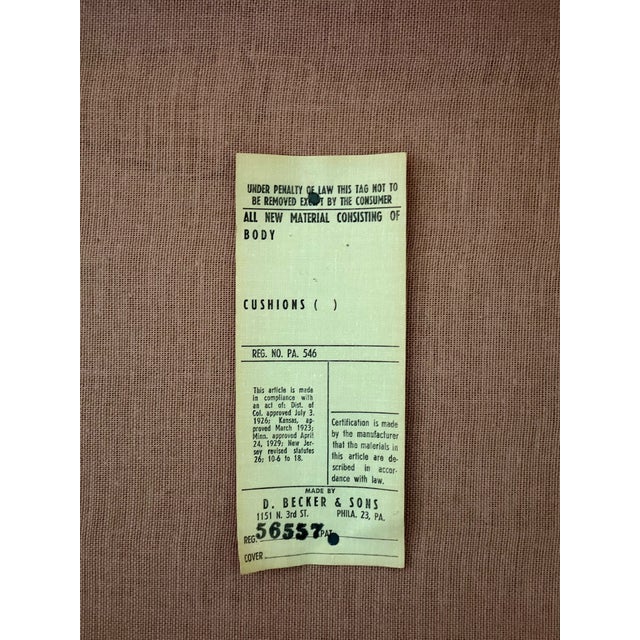 UNDER PENALTY OF LAW THIS TAG NOT TO
BE REMOVED EXCEPT BY THE CONSUMER
ALL NEW MATERIAL CONSISTING OF
BODY
CUSHIONS ( )
REG. NO. PA. 546
This article is made
in compliance with
an act of: Dist. of
Col. approved July 3,
1926; Kansas, ap-
proved March 1923;
Minn. approved April
24, 1929; New Jer-
sey revised statutes
26; 10-6 to 18.
Certification is made
by the manufacturer
that the materials in
this article are de-
scribed in accor-
dance with law.
MADE BY
D. BECKER & SONS
1151 N. 3rd ST. PHILA. 23, PA.
REG. 56557 PAT.
COVER